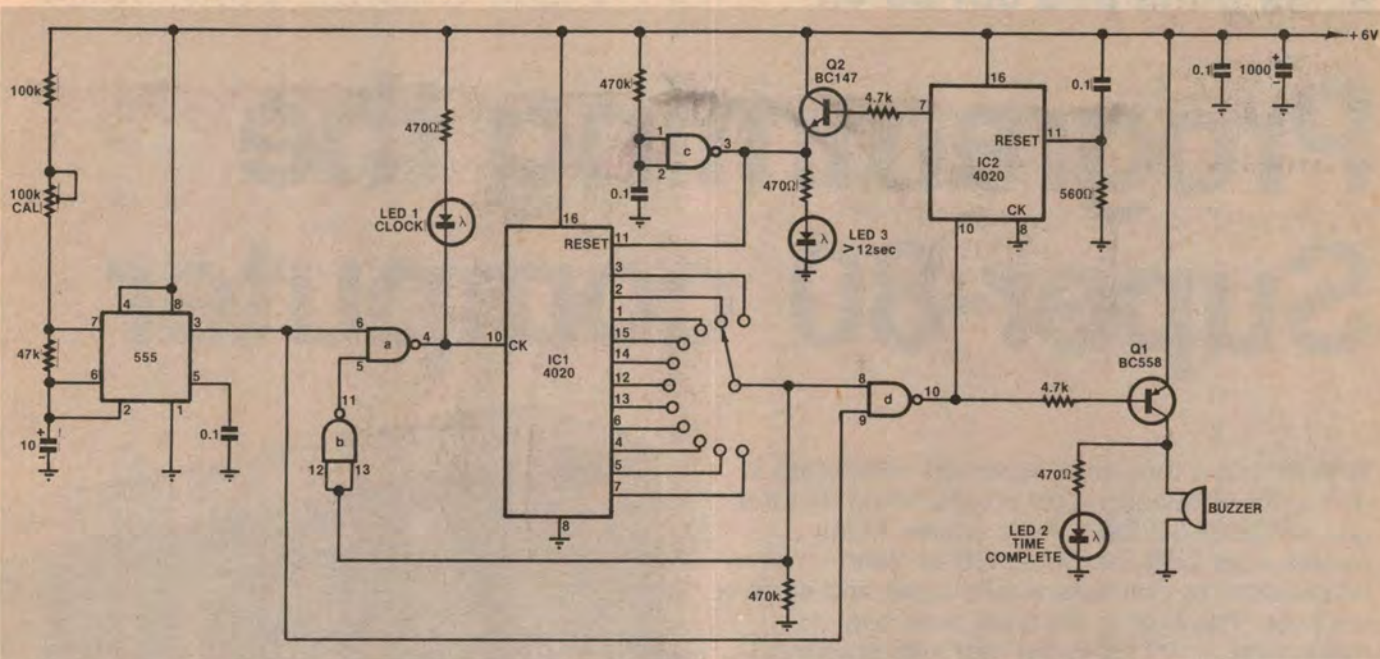 + 6V
100k
100k
CAL
47k
10
+
-
4
8
7
3
555
6
5
2
1
0.1
470Ω
LED 1
CLOCK
λ
6
a
4
5
11
b
12
13
10
CK
16
RESET
11
IC1
4020
3
2
1
15
14
12
13
6
4
5
7
8
470k
1
c
3
2
0.1
Q2
BC147
4.7k
470Ω
LED 3
>12sec
λ
7
16
RESET
11
IC2
4020
CK
10
8
0.1
560Ω
0.1
1000
+
-
8
d
10
9
4.7k
Q1
BC558
470Ω
LED 2
TIME
COMPLETE
λ
BUZZER
470k